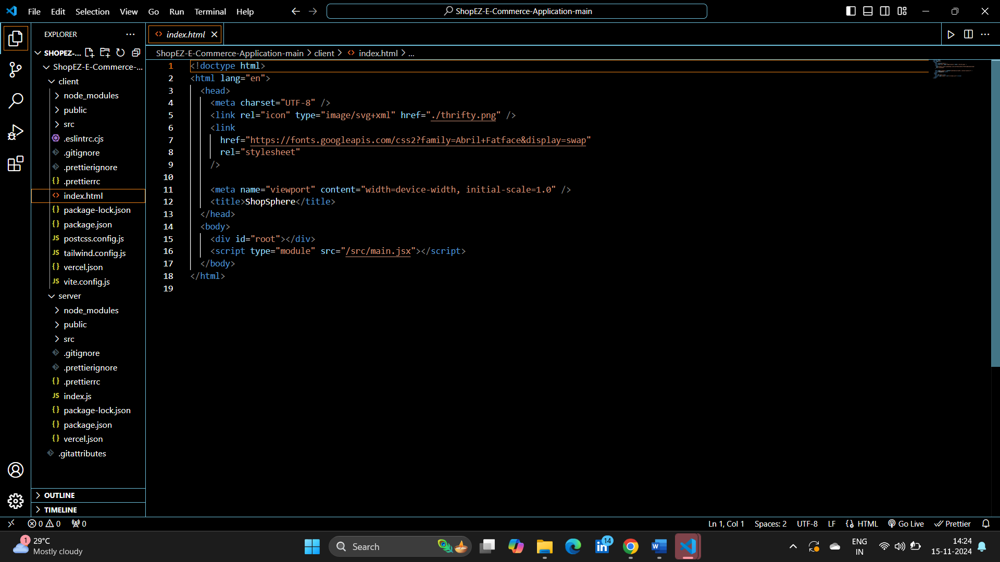 File Edit Selection View Go Run Terminal Help
ShopEZ-E-Commerce-Application-main
EXPLORER
SHOPEZ-...
ShopEZ-E-Commerce-...
client
node_modules
public
src
.eslintrc.cjs
.gitignore
.prettierignore
{} .prettierrc
<> index.html
{} package-lock.json
{} package.json
JS postcss.config.js
JS tailwind.config.js
{} vercel.json
JS vite.config.js
server
node_modules
public
src
.gitignore
.prettierignore
{} .prettierrc
JS index.js
{} package-lock.json
{} package.json
{} vercel.json
.gitattributes
OUTLINE
TIMELINE
<> index.html
ShopEZ-E-Commerce-Application-main > client > <> index.html > ...
1 <!doctype html>
2 <html lang="en">
3 <head>
4 <meta charset="UTF-8" />
5 <link rel="icon" type="image/svg+xml" href="./thrifty.png" />
6 <link
7 href="https://fonts.googleapis.com/css2?family=Abril+Fatface&display=swap"
8 rel="stylesheet"
9 />
10
11 <meta name="viewport" content="width=device-width, initial-scale=1.0" />
12 <title>ShopSphere</title>
13 </head>
14 <body>
15 <div id="root"></div>
16 <script type="module" src="/src/main.jsx"></script>
17 </body>
18 </html>
19
0 0 0
Ln 1, Col 1 Spaces: 2 UTF-8 LF {} HTML Go Live Prettier
1
29°C
Mostly cloudy
Search
14
ENG
IN
14:24
15-11-2024